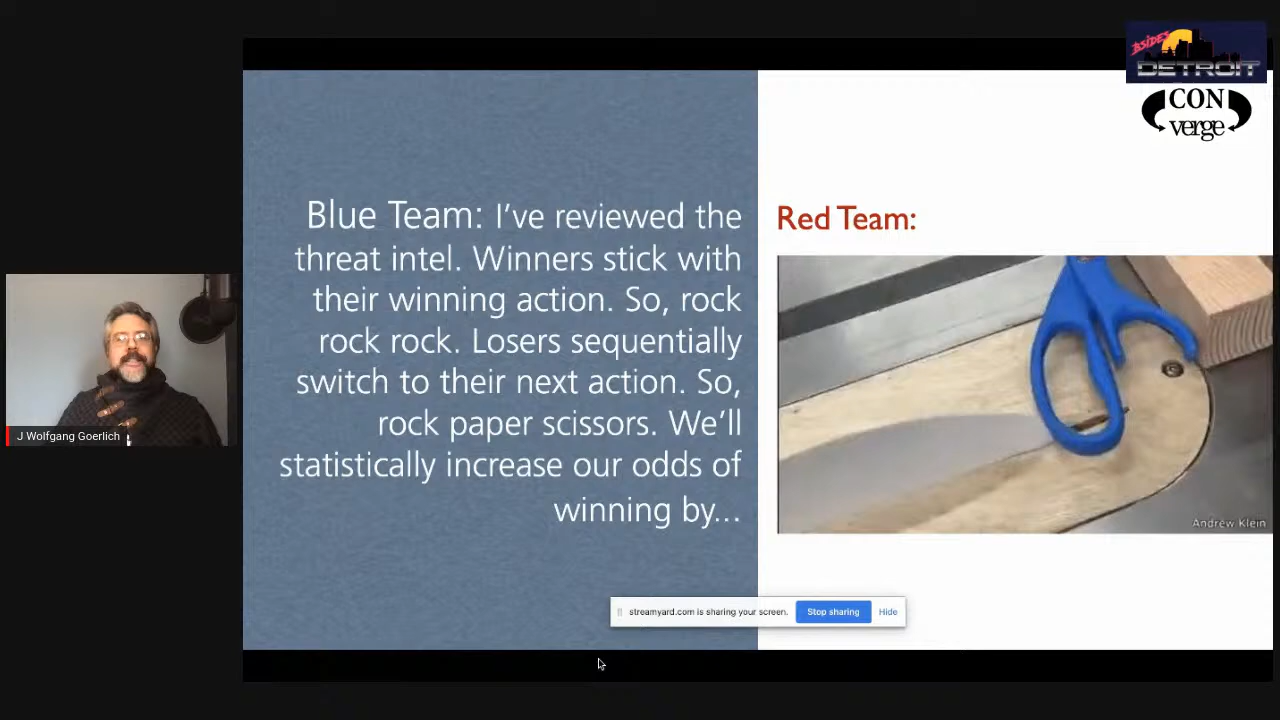 BSIDES
DETROIT
CON
verge
Blue Team: I’ve reviewed the
threat intel. Winners stick with
their winning action. So, rock
rock rock. Losers sequentially
switch to their next action. So,
rock paper scissors. We’ll
statistically increase our odds of
winning by...
Red Team:
Andrew Klein
J Wolfgang Goerlich
streamyard.com is sharing your screen.
Stop sharing
Hide